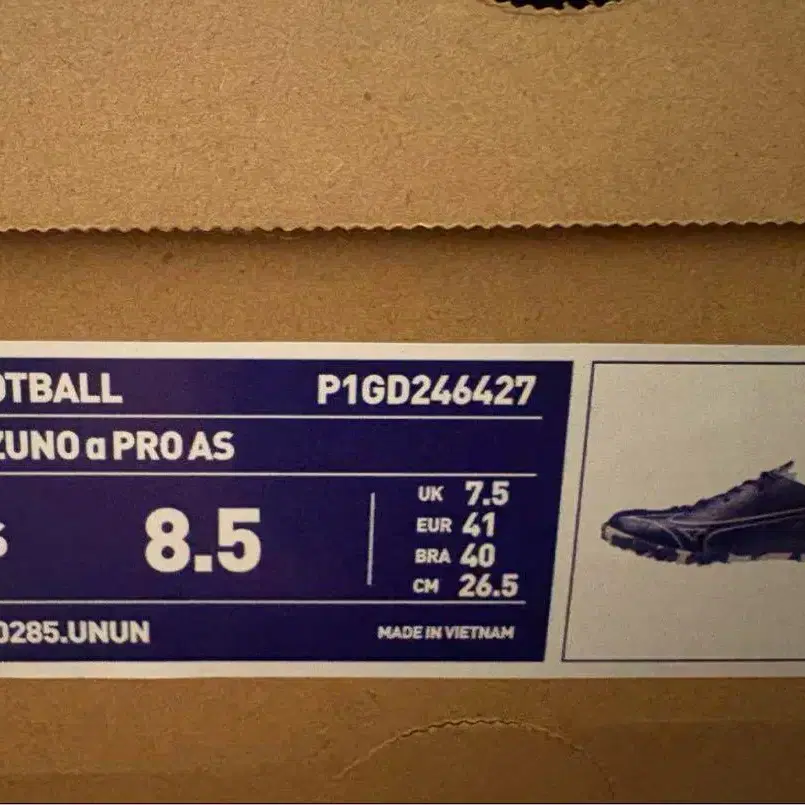 OTBALL P1GD246427
ZUNO α PRO AS
S 8.5
UK 7.5
EUR 41
BRA 40
CM 26.5
0285.UNUN MADE IN VIETNAM